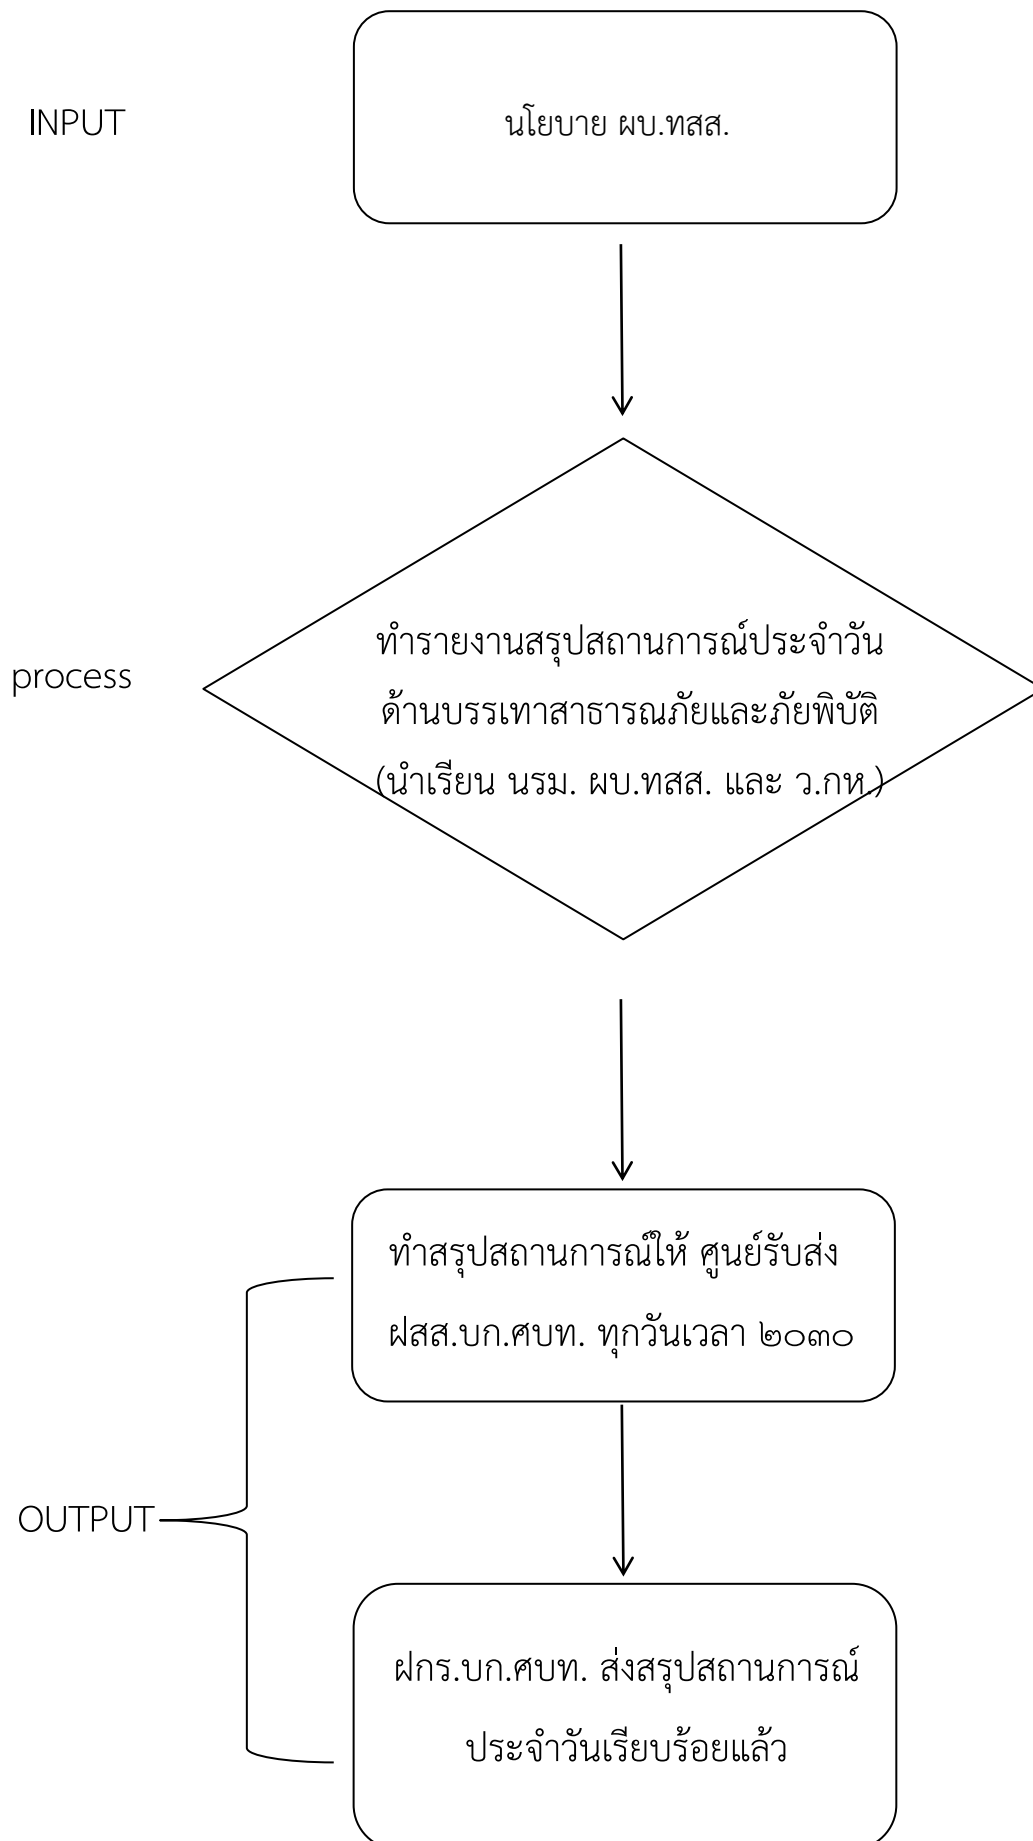 INPUT
นโยบาย ผบ.ทสส.
process
ทำรายงานสรุปสถานการณ์ประจำวัน
ด้านบรรเทาสาธารณภัยและภัยพิบัติ
(นำเรียน นรม. ผบ.ทสส. และ ว.กห.)
ทำสรุปสถานการณ์ให้ ศูนย์รับส่ง
ฝสส.บก.ศบท. ทุกวันเวลา ๒๐๓๐
OUTPUT
ฝกร.บก.ศบท. ส่งสรุปสถานการณ์
ประจำวันเรียบร้อยแล้ว